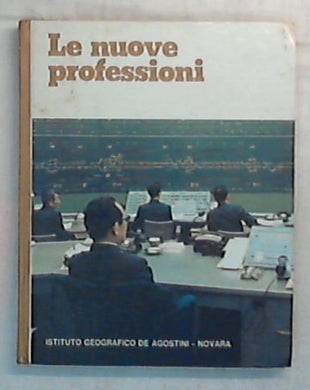 Le nuove
professioni
ISTITUTO GEOGRAFICO DE AGOSTINI - NOVARA